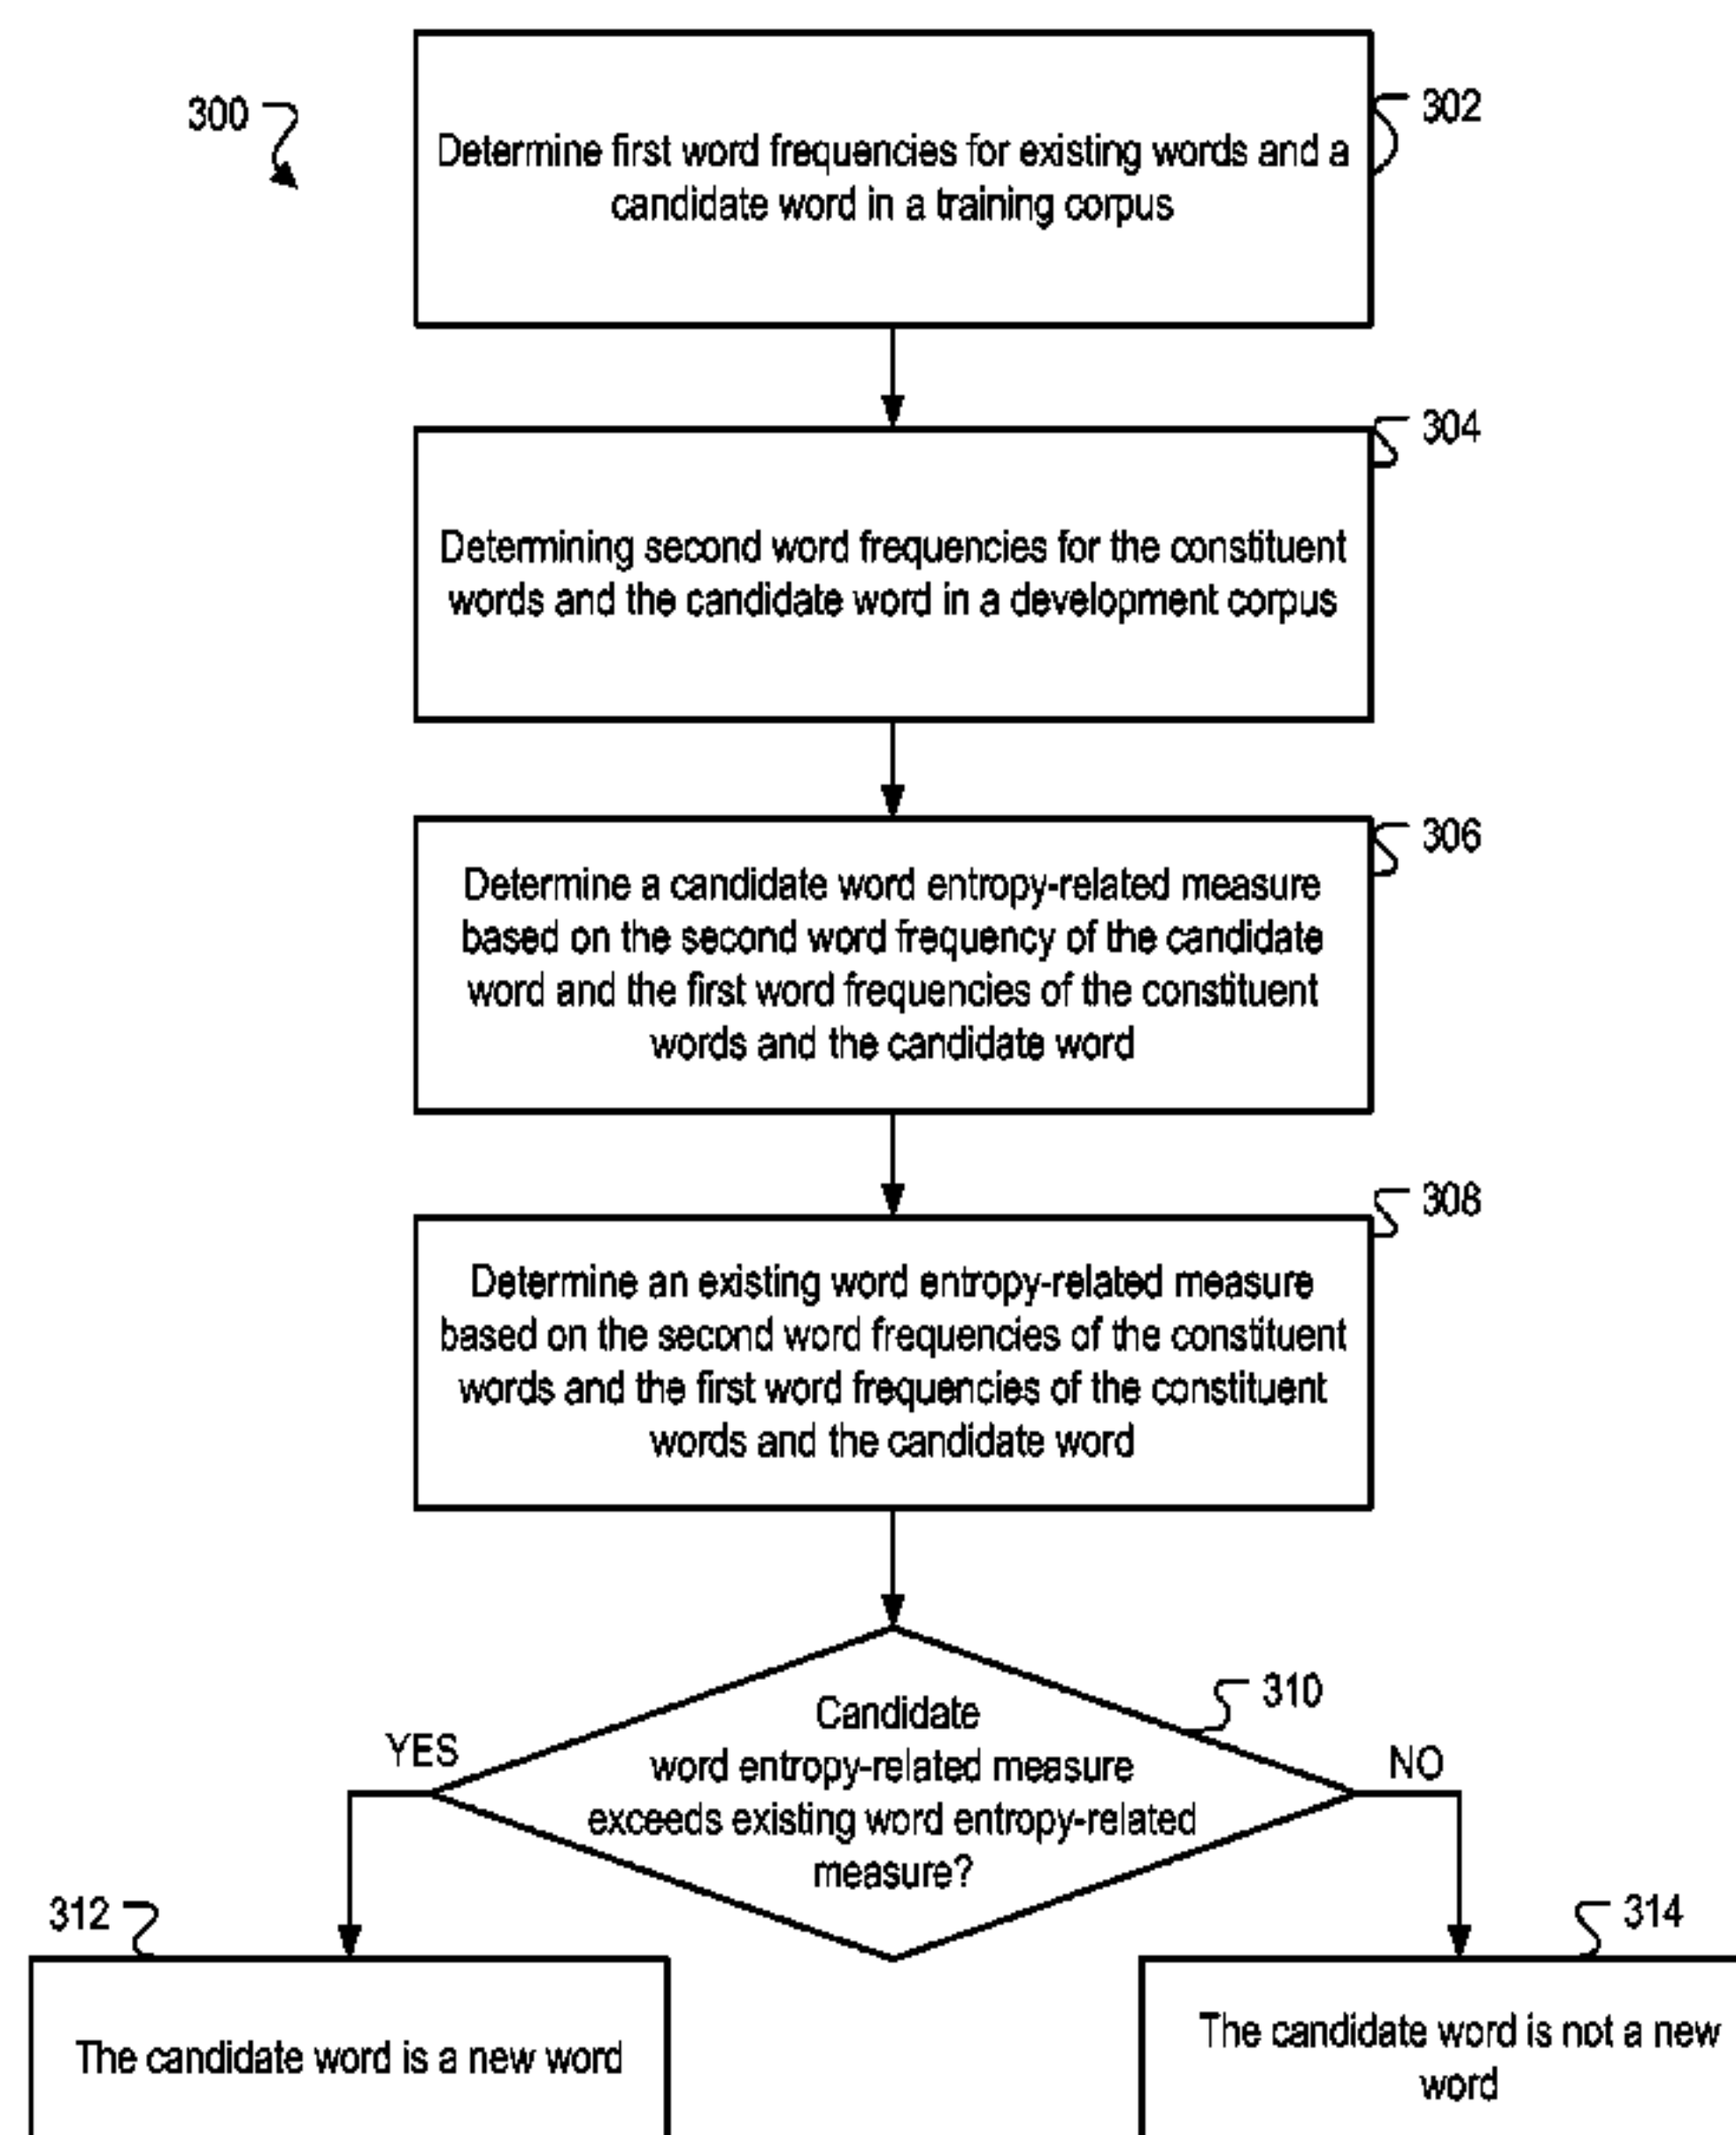 300
302
Determine first word frequencies for existing words and a
candidate word in a training corpus
304
Determining second word frequencies for the constituent
words and the candidate word in a development corpus
306
Determine a candidate word entropy-related measure
based on the second word frequency of the candidate
word and the first word frequencies of the constituent
words and the candidate word
308
Determine an existing word entropy-related measure
based on the second word frequencies of the constituent
words and the first word frequencies of the constituent
words and the candidate word
310
Candidate
word entropy-related measure
exceeds existing word entropy-related
measure?
YES
NO
312
The candidate word is a new word
314
The candidate word is not a new
word